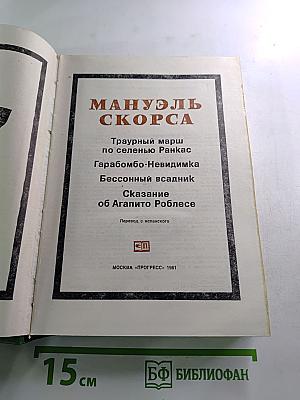 МАНУЭЛЬ
СКОРСА
Траурный марш
по селенью Ранкас
Гарабомбо-Невидимка
Бессонный всадник
Сказание
об Агапито Роблесе
Перевод с испанского
МОСКВА «ПРОГРЕСС» 1981
15 см
БФ БИБЛИОФАН